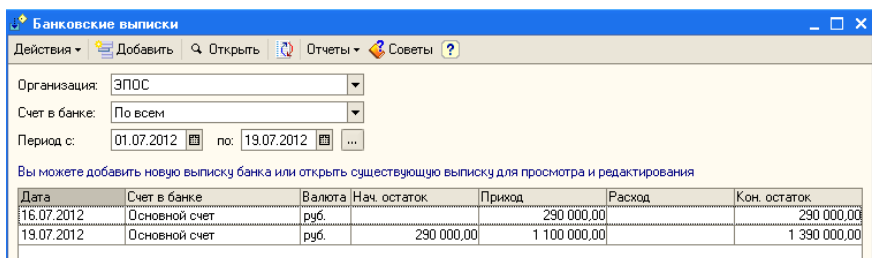 Банковские выписки
Действия Добавить Открыть Отчеты Советы ?
Организация: ЭПОС
Счет в банке: По всем
Период с: 01.07.2012 по: 19.07.2012 ...
Вы можете добавить новую выписку банка или открыть существующую выписку для просмотра и редактирования
Дата Счет в банке Валюта Нач. остаток Приход Расход Кон. остаток
16.07.2012 Основной счет руб. 290 000,00 290 000,00
19.07.2012 Основной счет руб. 290 000,00 1 100 000,00 1 390 000,00